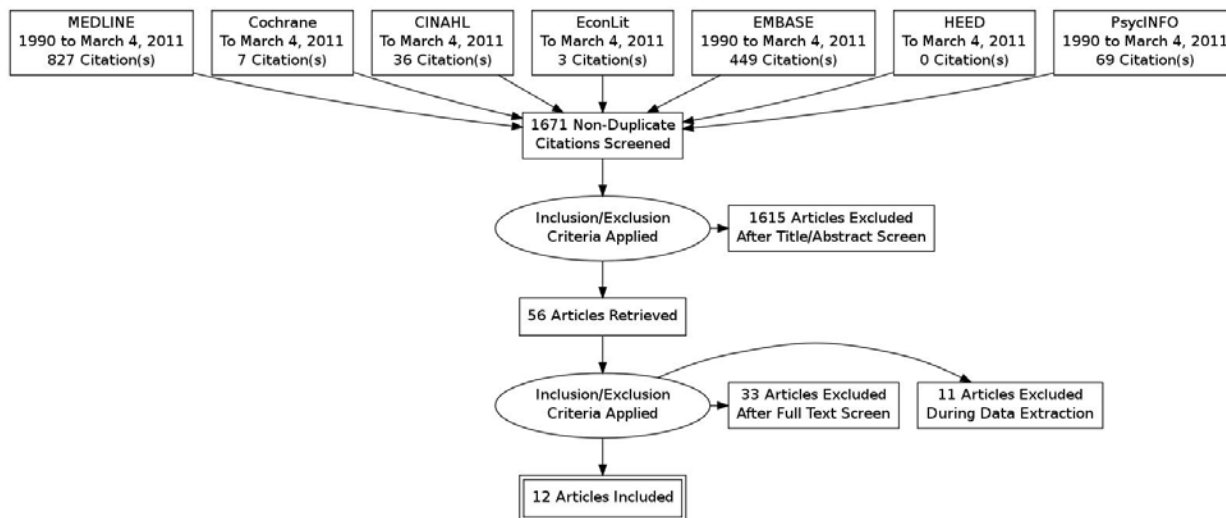 MEDLINE
1990 to March 4, 2011
827 Citation(s)
Cochrane
To March 4, 2011
7 Citation(s)
CINAHL
To March 4, 2011
36 Citation(s)
EconLit
To March 4, 2011
3 Citation(s)
EMBASE
1990 to March 4, 2011
449 Citation(s)
HEED
To March 4, 2011
0 Citation(s)
PsycINFO
1990 to March 4, 2011
69 Citation(s)
1671 Non-Duplicate
Citations Screened
Inclusion/Exclusion
Criteria Applied
1615 Articles Excluded
After Title/Abstract Screen
56 Articles Retrieved
Inclusion/Exclusion
Criteria Applied
33 Articles Excluded
After Full Text Screen
11 Articles Excluded
During Data Extraction
12 Articles Included